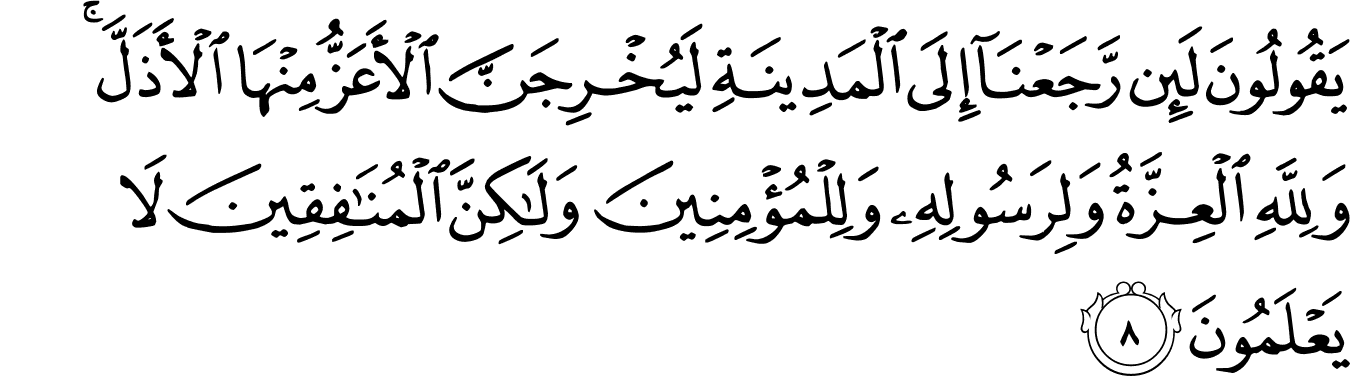 يَقُولُونَ لَئِن رَّجَعْنَآ إِلَى ٱلْمَدِينَةِ لَيُخْرِجَنَّ ٱلْأَعَزُّ مِنْهَا ٱلْأَذَلَّ ۚ
وَلِلَّهِ ٱلْعِزَّةُ وَلِرَسُولِهِۦ وَلِلْمُؤْمِنِينَ وَلَـٰكِنَّ ٱلْمُنَـٰفِقِينَ لَا
يَعْلَمُونَ ٨